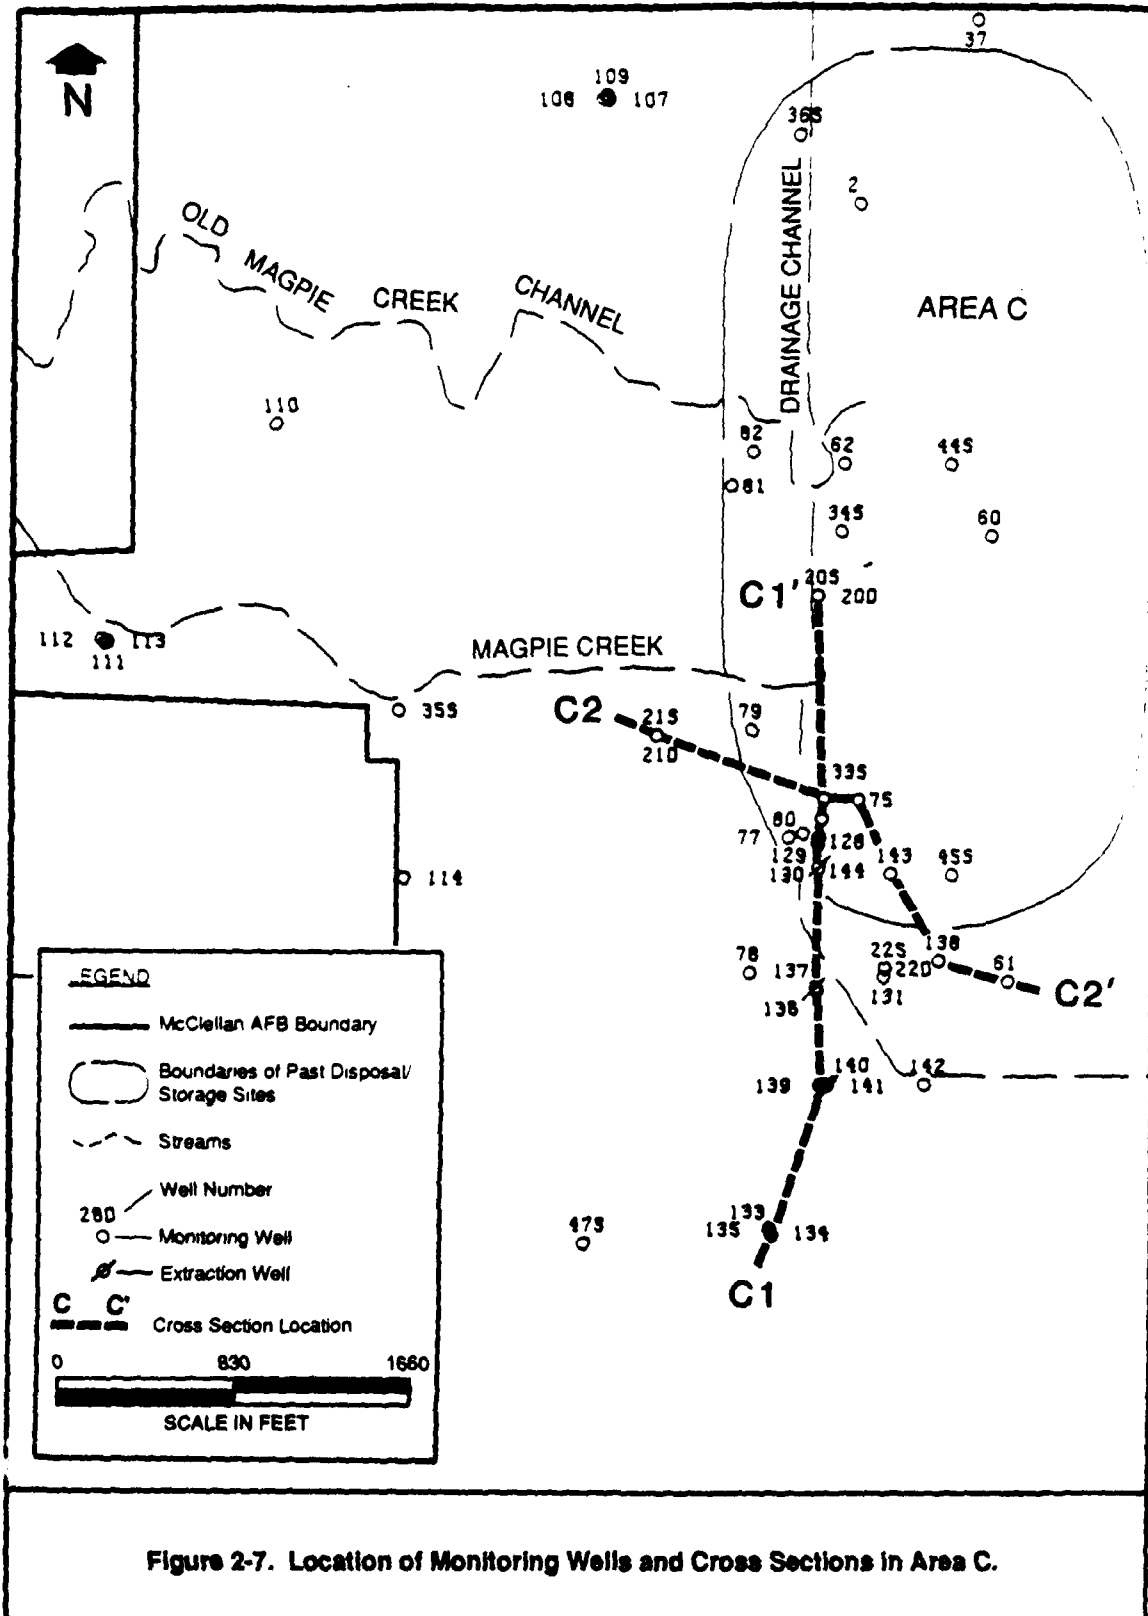 37
N
109
106 107
36S
2
OLD MAGPIE CREEK CHANNEL
DRAINAGE CHANNEL
AREA C
110
82
62
44S
81
34S
60
C1'
20S
20D
112 113
111
MAGPIE CREEK
35S
C2
21S
21D
79
33S
75
80
77
128
129
130
144
143
45S
114
138
78
137
22S
22D
131
61
C2'
136
140
139 141
142
133
135 134
47S
C1
LEGEND
McClellan AFB Boundary
Boundaries of Past Disposal/
Storage Sites
Streams
Well Number
28D
Monitoring Well
Extraction Well
C C'
Cross Section Location
0 830 1660
SCALE IN FEET
Figure 2-7. Location of Monitoring Wells and Cross Sections in Area C.